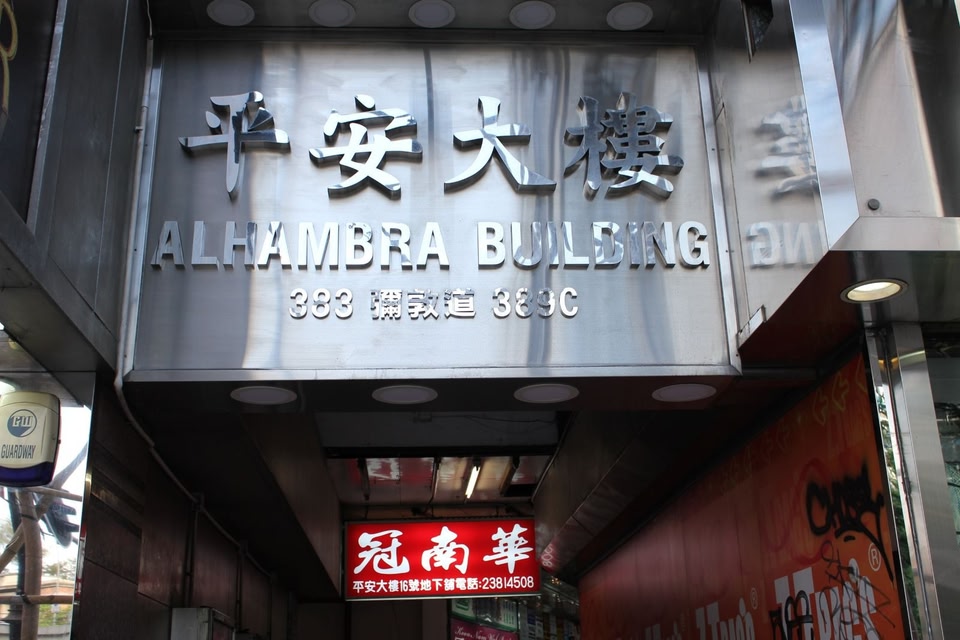 平安大樓
ALHAMBRA BUILDING
383 彌敦道 389C
GW
GUARDWAY
冠南華
平安大樓16號地下舖電話:23814508